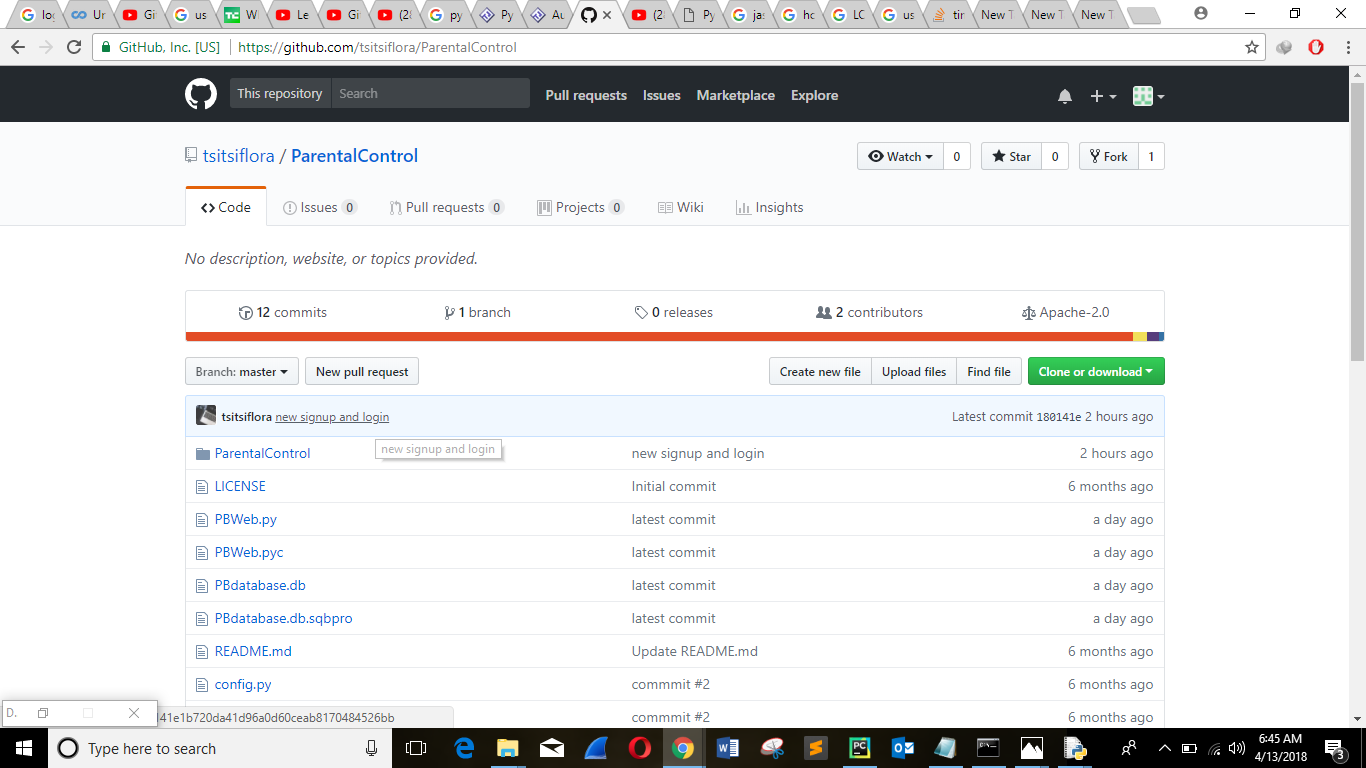 log
Ur
Git
us
W
Le
Git
(28
py
Py
Au
(28
Py
jas
ho
LO
us
tir
New T
New T
New T
GitHub, Inc. [US] https://github.com/tsitsiflora/ParentalControl
This repository Search Pull requests Issues Marketplace Explore
tsitsiflora / ParentalControl Watch 0 Star 0 Fork 1
Code Issues 0 Pull requests 0 Projects 0 Wiki Insights
No description, website, or topics provided.
12 commits 1 branch 0 releases 2 contributors Apache-2.0
Branch: master New pull request Create new file Upload files Find file Clone or download
tsitsiflora new signup and login Latest commit 180141e 2 hours ago
new signup and login
ParentalControl new signup and login 2 hours ago
LICENSE Initial commit 6 months ago
PBWeb.py latest commit a day ago
PBWeb.pyc latest commit a day ago
PBdatabase.db latest commit a day ago
PBdatabase.db.sqbpro latest commit a day ago
README.md Update README.md 6 months ago
config.py commmit #2 6 months ago
commmit #2 6 months ago
D. 141e1b720da41d96a0d60ceab8170484526bb
Type here to search
6:45 AM
4/13/2018
3